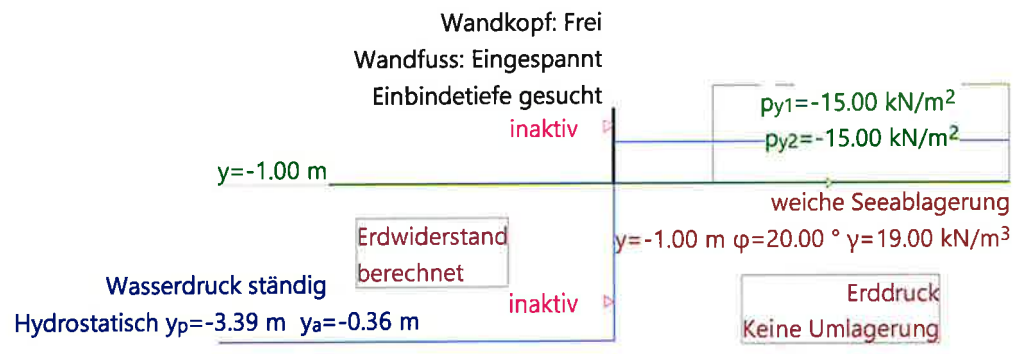 Wandkopf: Frei
Wandfuss: Eingespannt
Einbindetiefe gesucht
inaktiv
py1=-15.00 kN/m²
py2=-15.00 kN/m²
y=-1.00 m
weiche Seeablagerung
y=-1.00 m φ=20.00 ° γ=19.00 kN/m³
Erdwiderstand
berechnet
Wasserdruck ständig
Hydrostatisch yp=-3.39 m ya=-0.36 m
inaktiv
Erddruck
Keine Umlagerung